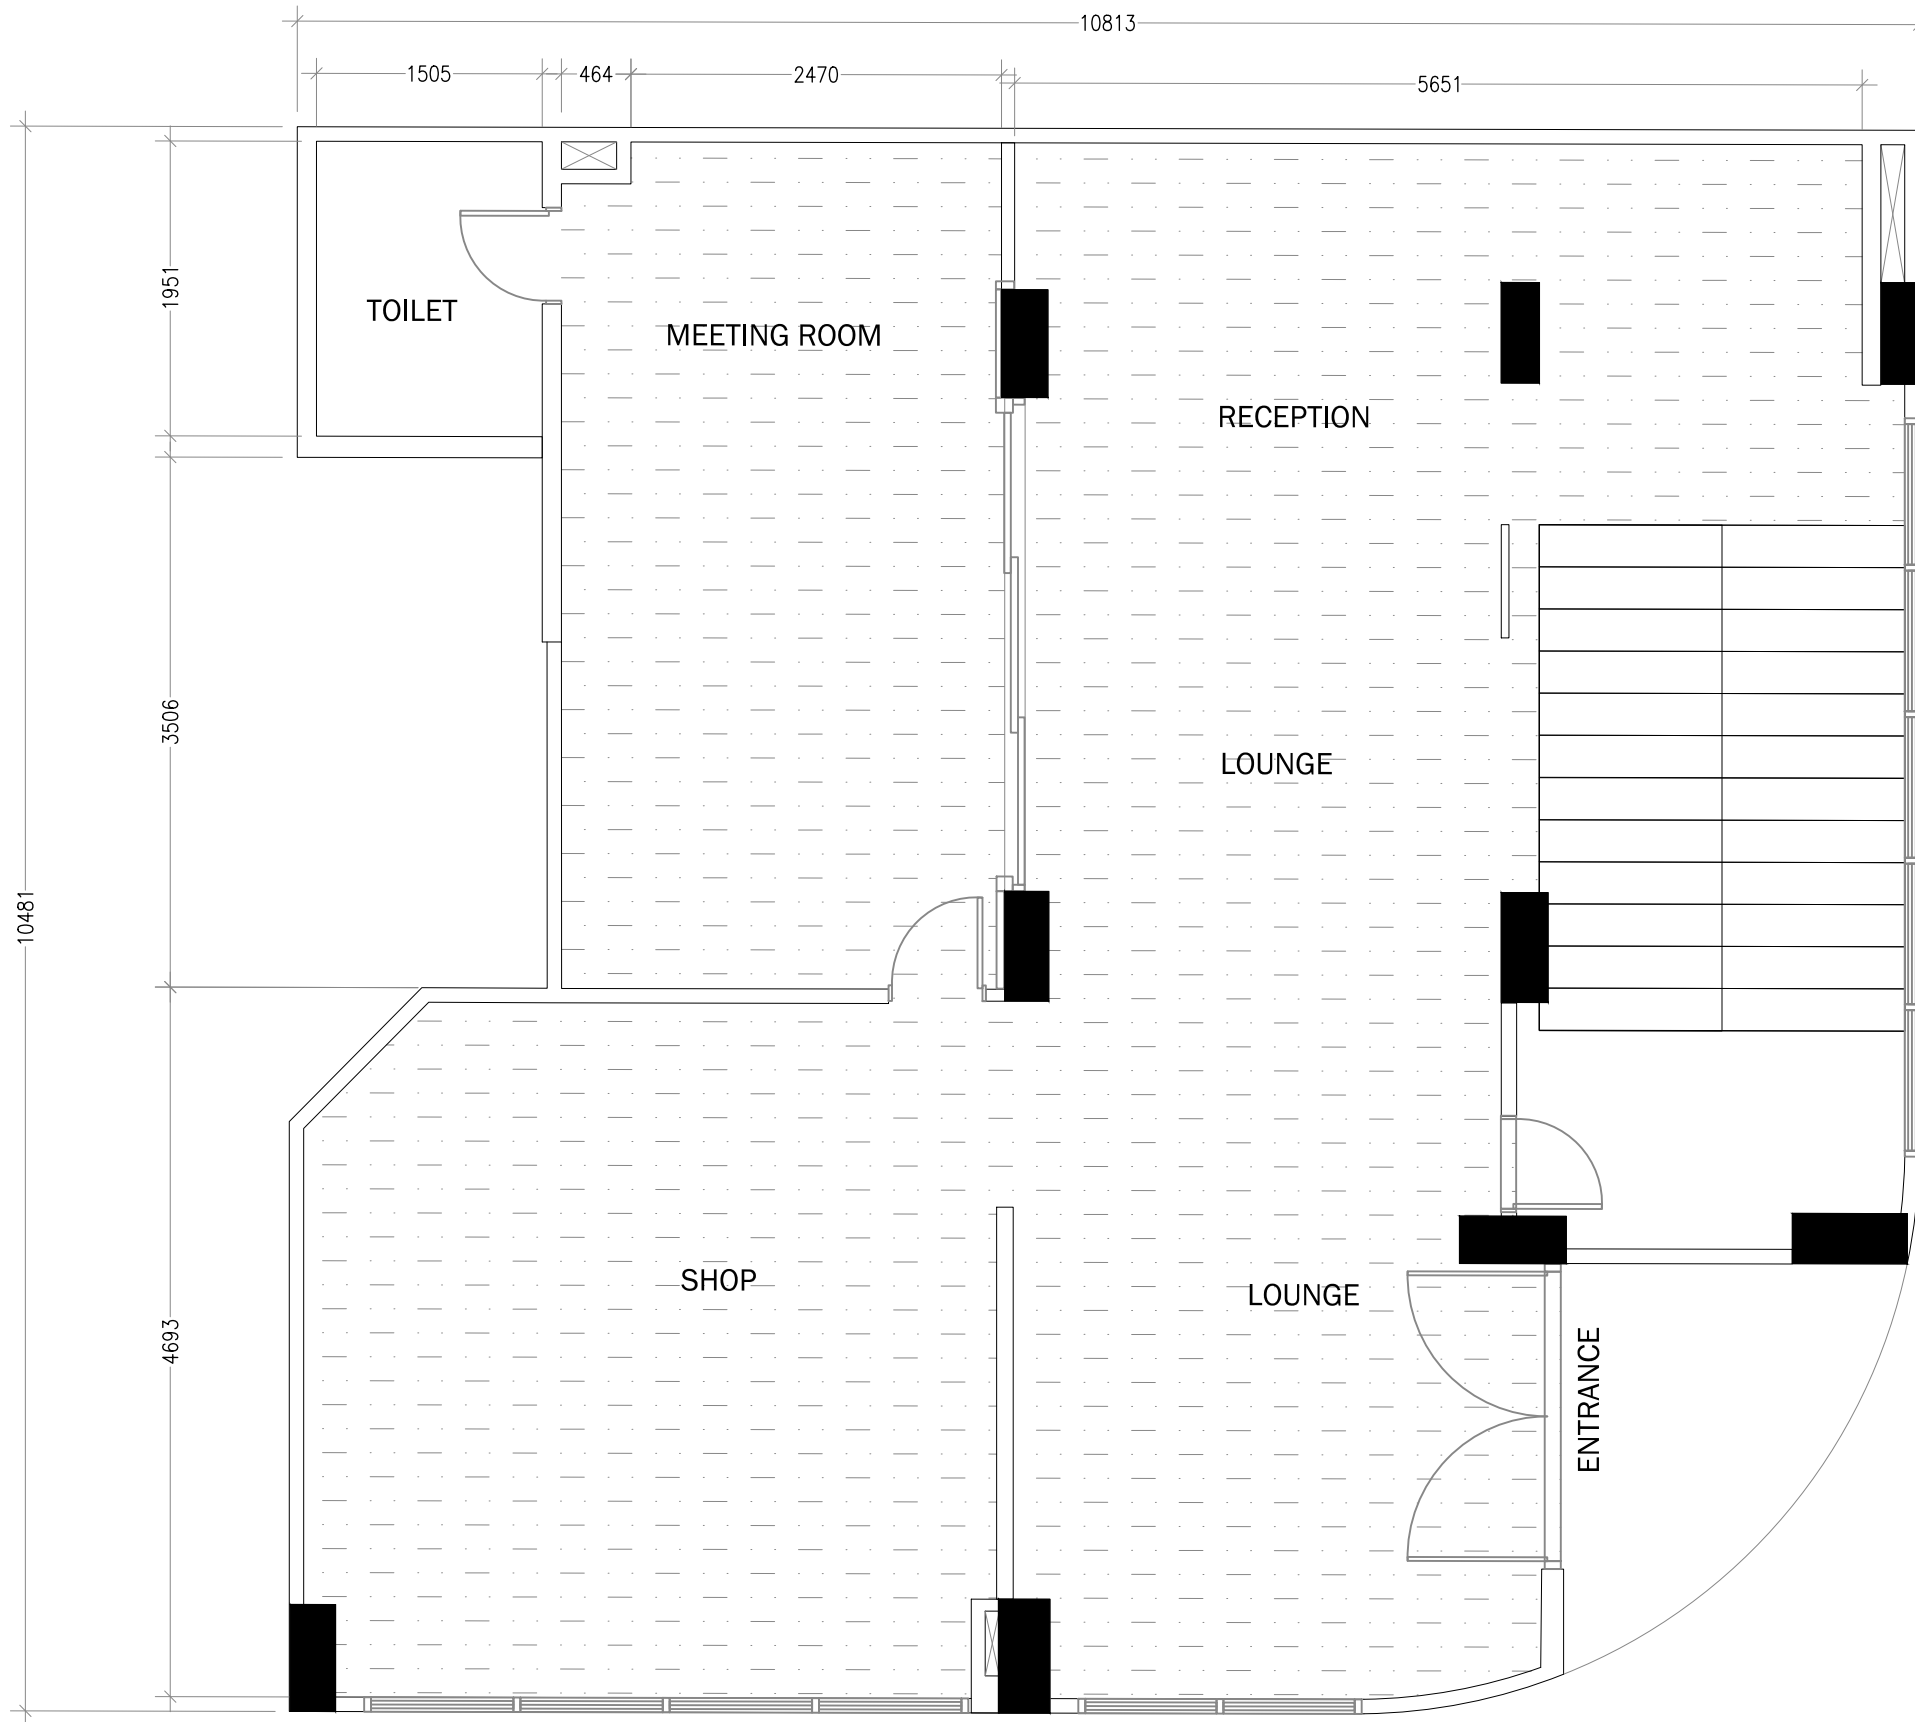 10813
1505
464
2470
5651
1951
TOILET
MEETING ROOM
RECEPTION
3506
LOUNGE
10481
4693
SHOP
LOUNGE
ENTRANCE